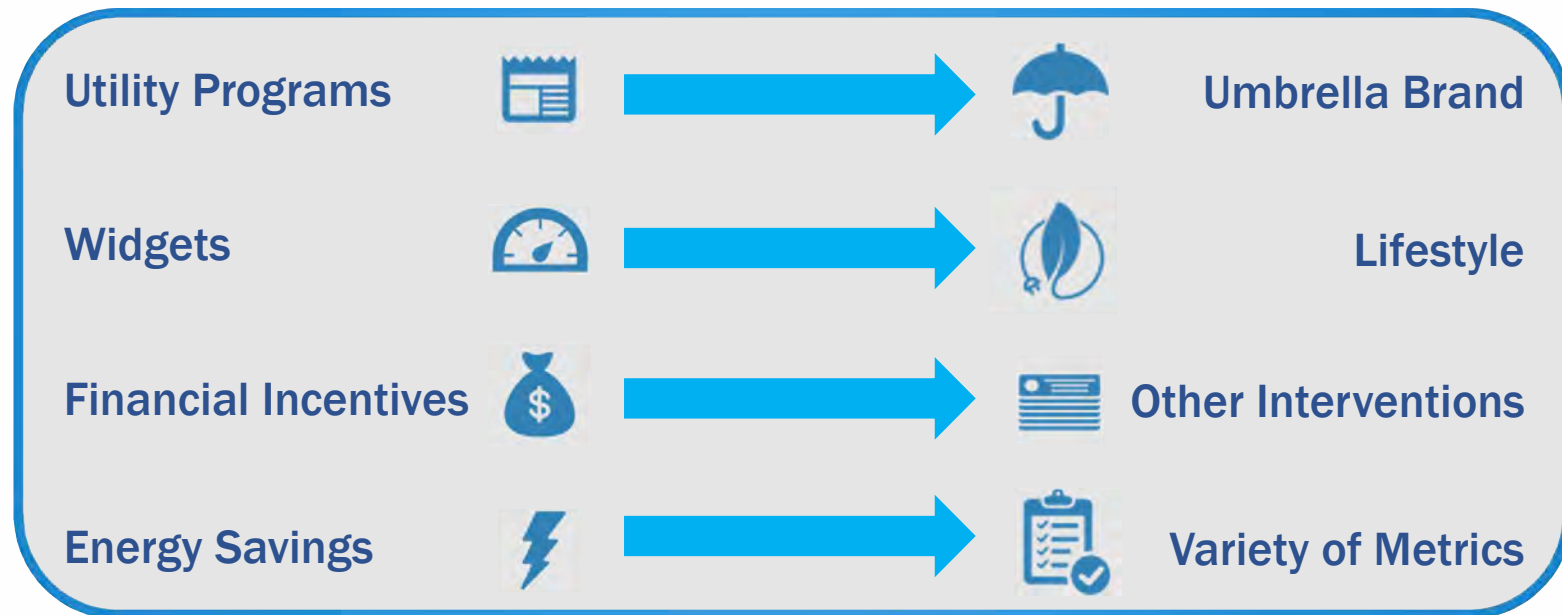 Utility Programs
Umbrella Brand
Widgets
Lifestyle
Financial Incentives
$
Other Interventions
Energy Savings
Variety of Metrics